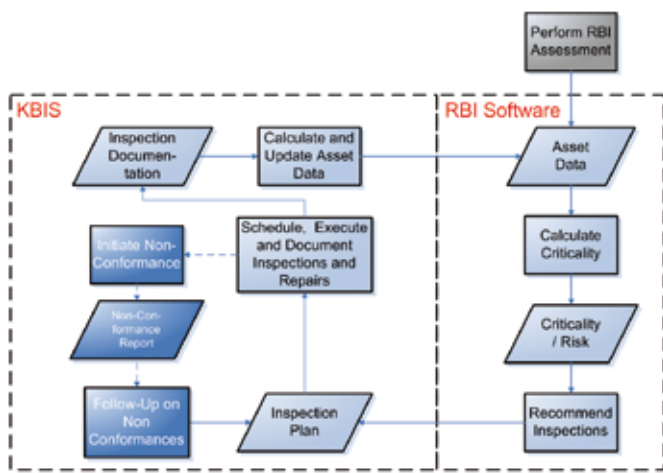 Perform RBI
Assessment
KBIS
RBI Software
Inspection
Documen-
tation
Calculate and
Update Asset
Data
Asset
Data
Initiate Non-
Conformance
Schedule, Execute
and Document
Inspections and
Repairs
Calculate
Criticality
Non-Con-
formance
Report
Criticality
/ Risk
Follow-Up on
Non
Conformances
Inspection
Plan
Recommend
Inspections